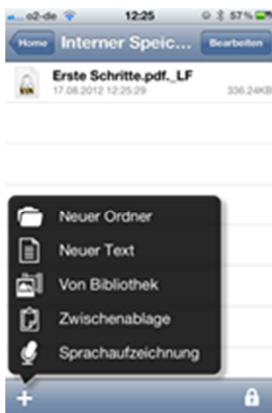 o2-de 12:25 57%
Home Interner Speic... Bearbeiten
Erste Schritte.pdf._LF
17.08.2012 12:25:29 336.24KB
Neuer Ordner
Neuer Text
Von Bibliothek
Zwischenablage
Sprachaufzeichnung